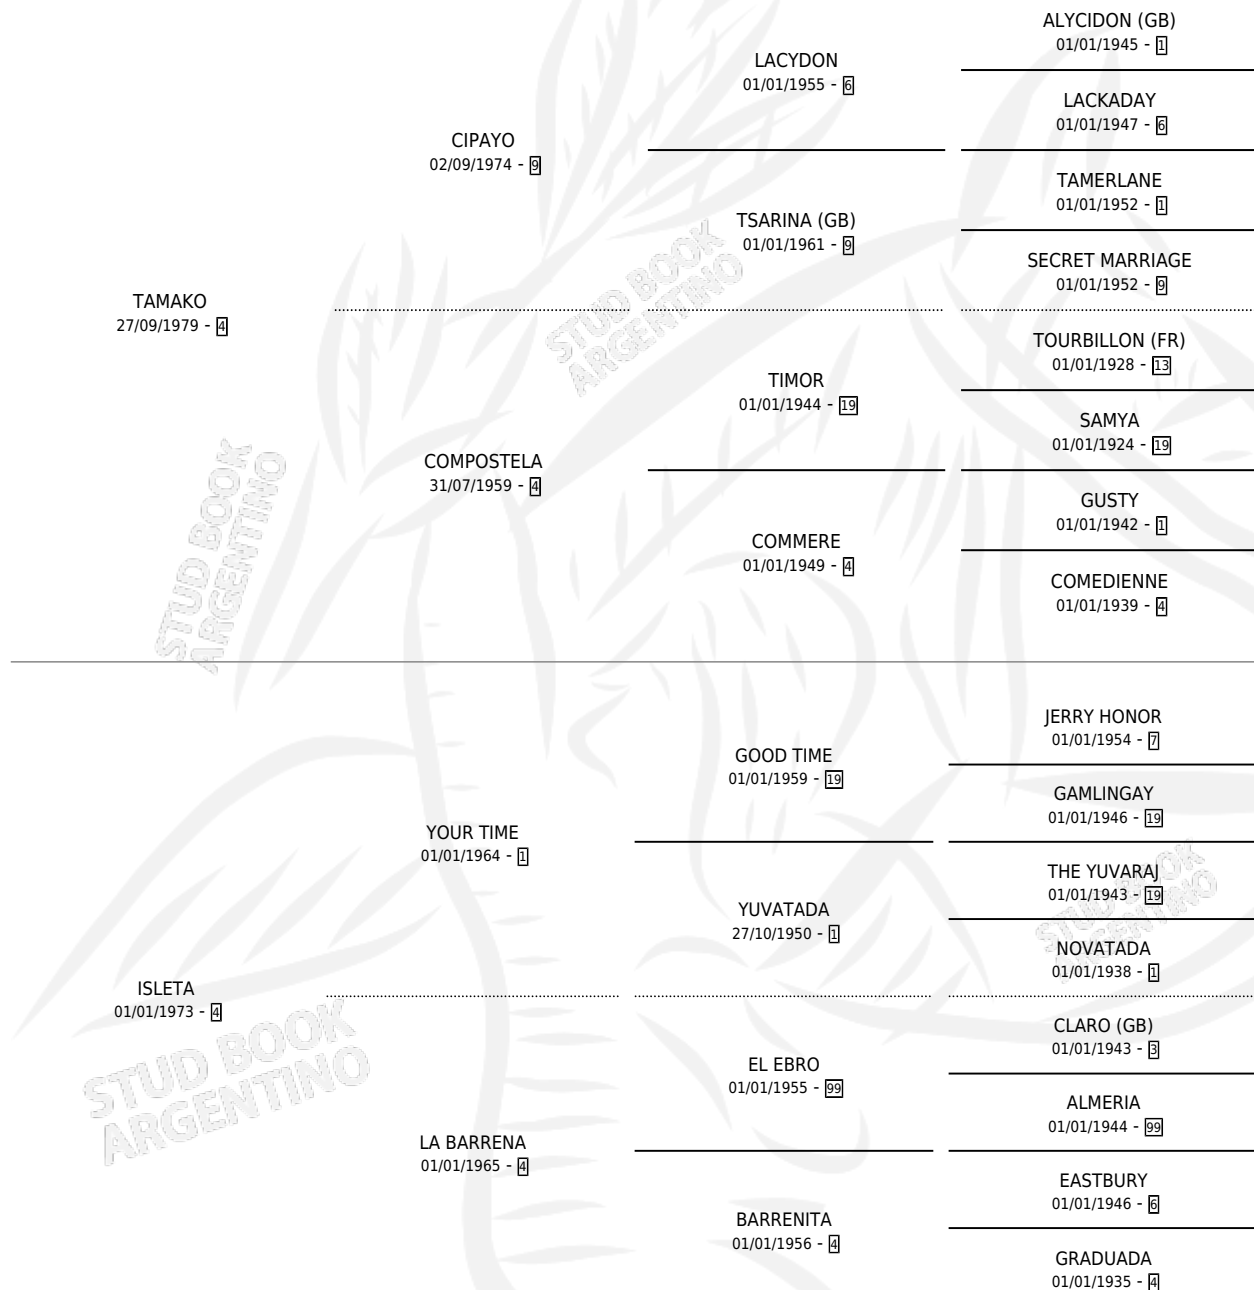 ALYCIDON (GB)
01/01/1945 - 1
LACYDON
01/01/1955 - 6
LACKADAY
01/01/1947 - 6
CIPAYO
02/09/1974 - 9
TAMERLANE
01/01/1952 - 1
TSARINA (GB)
01/01/1961 - 9
SECRET MARRIAGE
01/01/1952 - 9
TAMAKO
27/09/1979 - 4
TOURBILLON (FR)
01/01/1928 - 13
TIMOR
01/01/1944 - 19
SAMYA
01/01/1924 - 19
COMPOSTELA
31/07/1959 - 4
GUSTY
01/01/1942 - 1
COMMERE
01/01/1949 - 4
COMEDIENNE
01/01/1939 - 4
JERRY HONOR
01/01/1954 - 7
GOOD TIME
01/01/1959 - 19
GAMLINGAY
01/01/1946 - 19
YOUR TIME
01/01/1964 - 1
THE YUVARAJ
01/01/1943 - 19
YUVATADA
27/10/1950 - 1
NOVATADA
01/01/1938 - 1
ISLETA
01/01/1973 - 4
CLARO (GB)
01/01/1943 - 3
EL EBRO
01/01/1955 - 99
ALMERIA
01/01/1944 - 99
LA BARRENA
01/01/1965 - 4
EASTBURY
01/01/1946 - 6
BARRENITA
01/01/1956 - 4
GRADUADA
01/01/1935 - 4
STUD BOOK
ARGENTINO
STUD BOOK
ARGENTINO
STUD BOOK
ARGENTINO
STUD BOOK
ARGENTINO